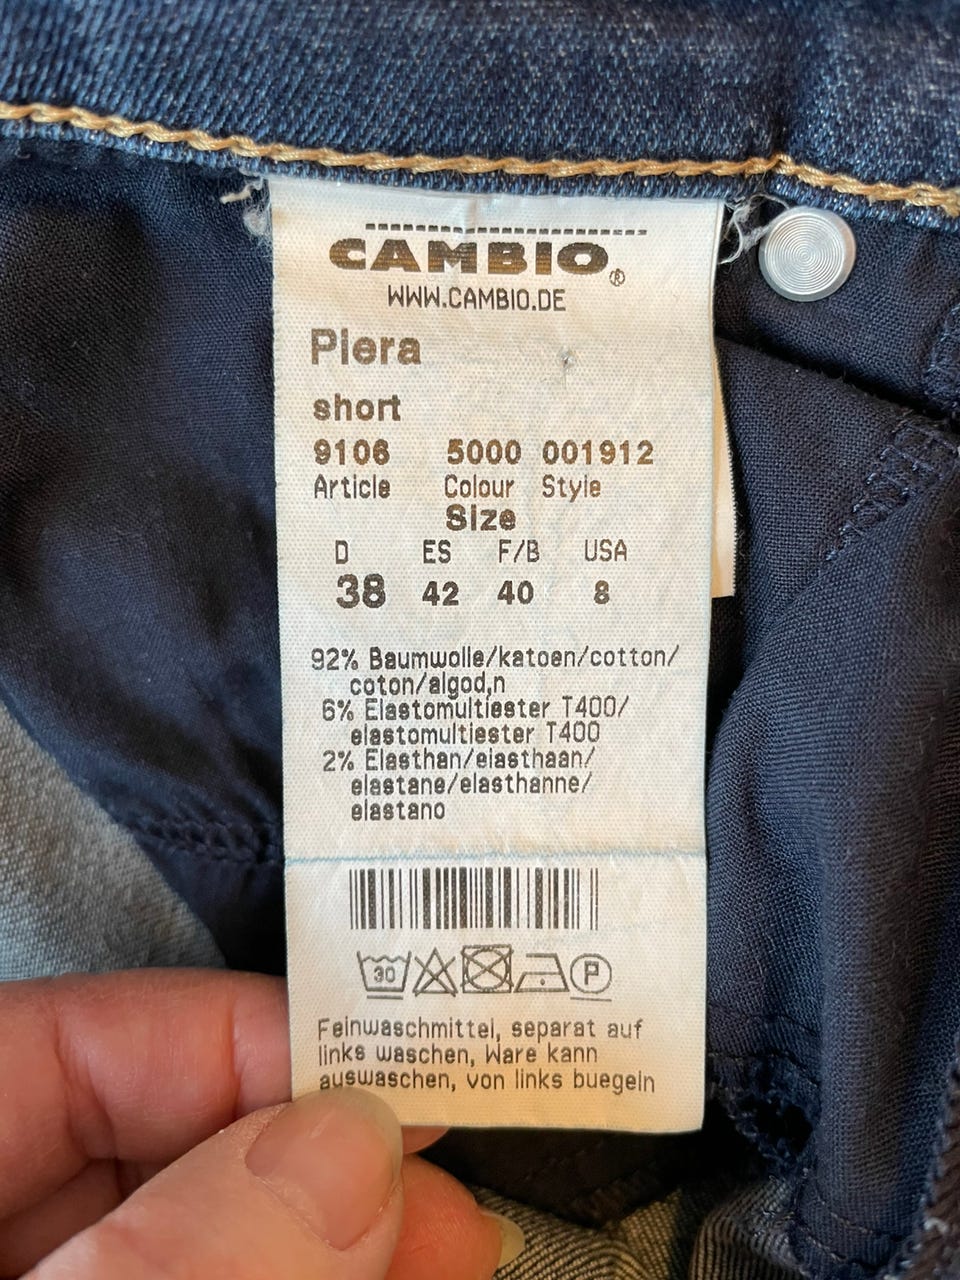 CAMBIO®
WWW.CAMBIO.DE
Piera
short
9106 5000 001912
Article Colour Style
Size
D ES F/B USA
38 42 40 8
92% Baumwolle/katoen/cotton/
coton/algod,n
6% Elastomultiester T400/
elastomultiester T400
2% Elasthan/elasthaan/
elastane/elasthanne/
elastano
30 P
Feinwaschmittel, separat auf
links waschen, Ware kann
auswaschen, von links buegeln